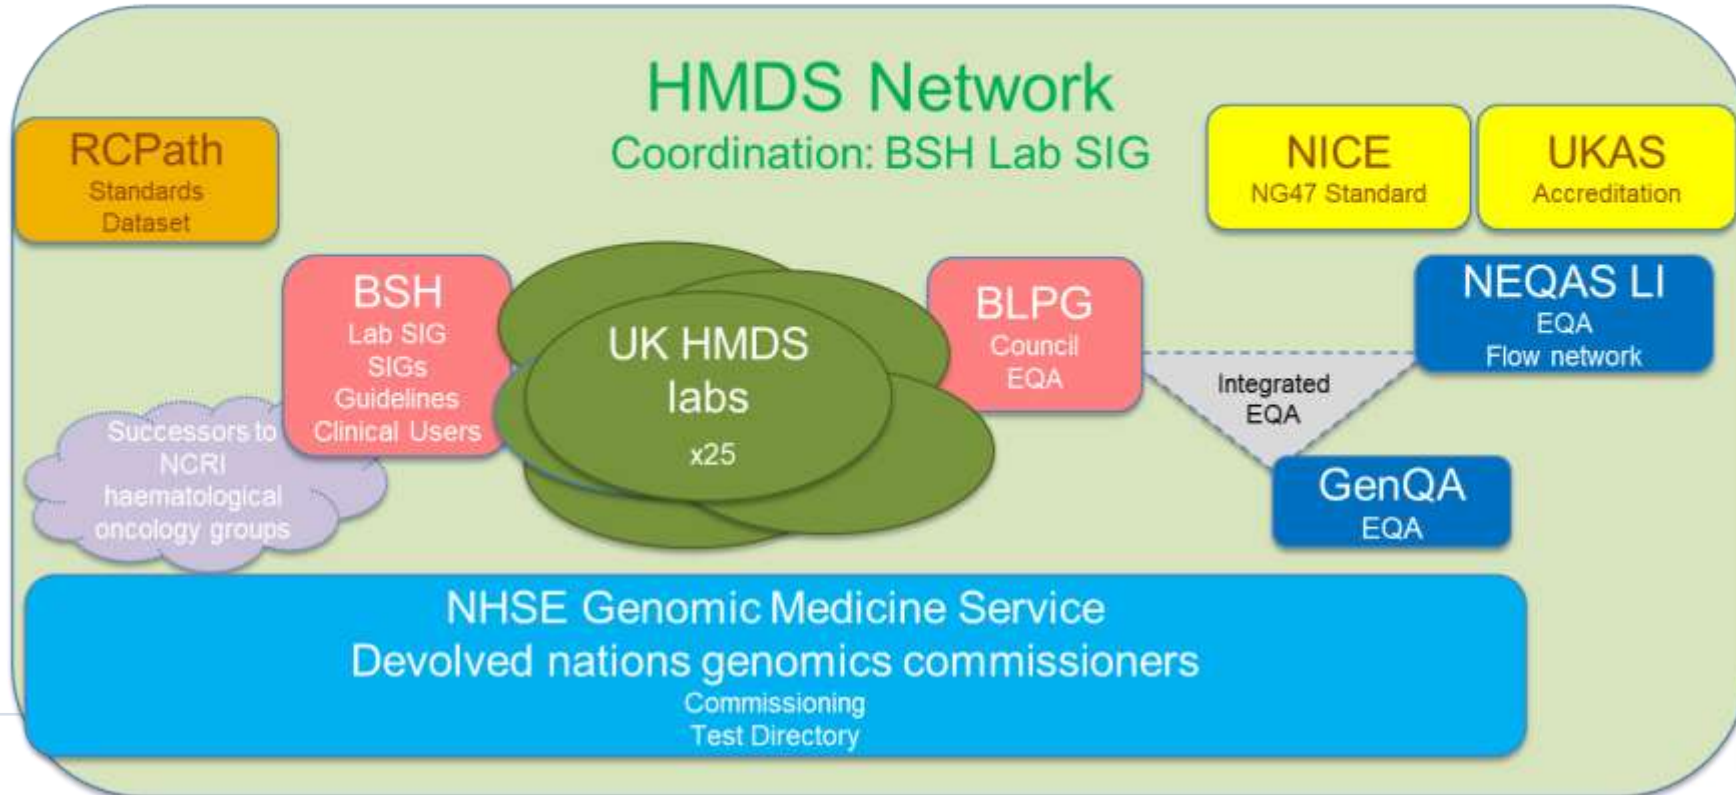 HMDS Network
Coordination: BSH Lab SIG
RCPath
Standards
Dataset
NICE
NG47 Standard
UKAS
Accreditation
BSH
Lab SIG
SIGs
Guidelines
Clinical Users
UK HMDS
labs
x25
BLPG
Council
EQA
NEQAS LI
EQA
Flow network
Integrated
EQA
GenQA
EQA
Successors to
NCRI
haematological
oncology groups
NHSE Genomic Medicine Service
Devolved nations genomics commissioners
Commissioning
Test Directory